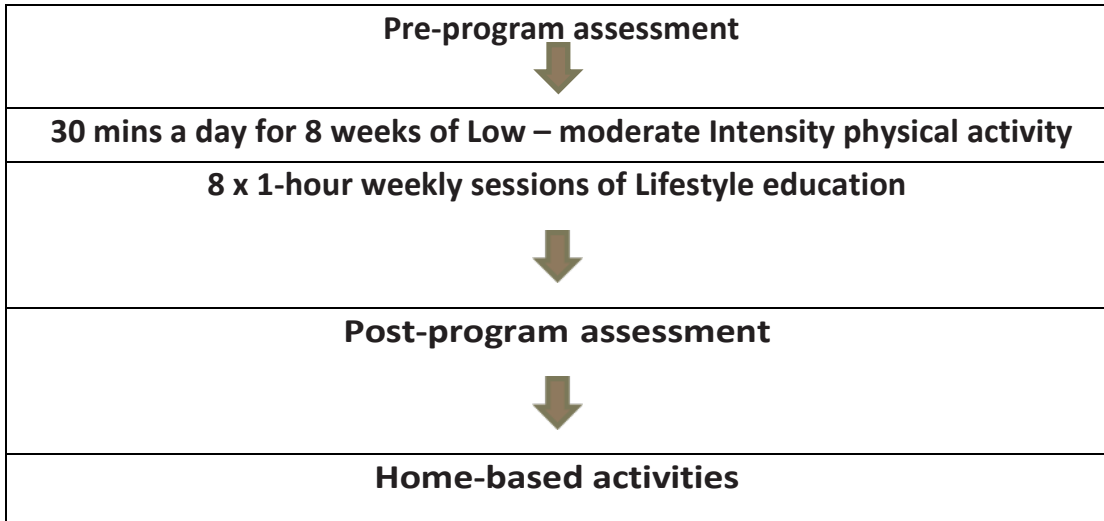 Pre-program assessment
30 mins a day for 8 weeks of Low – moderate Intensity physical activity
8 x 1-hour weekly sessions of Lifestyle education
Post-program assessment
Home-based activities